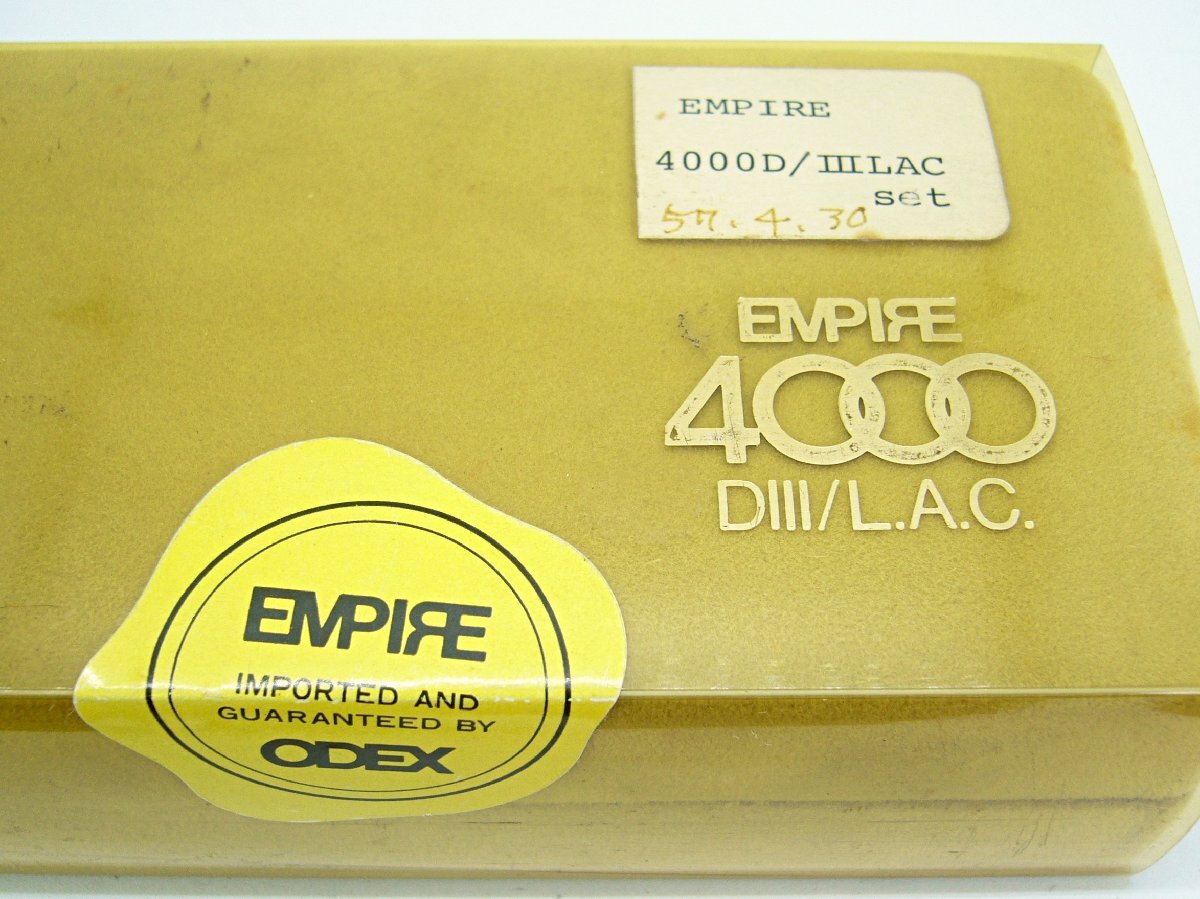 EMPIRE
4000D/IIILAC
set
57.4.30
EMPIRE
4000
DIII/L.A.C.
EMPIRE
IMPORTED AND
GUARANTEED BY
ODEX